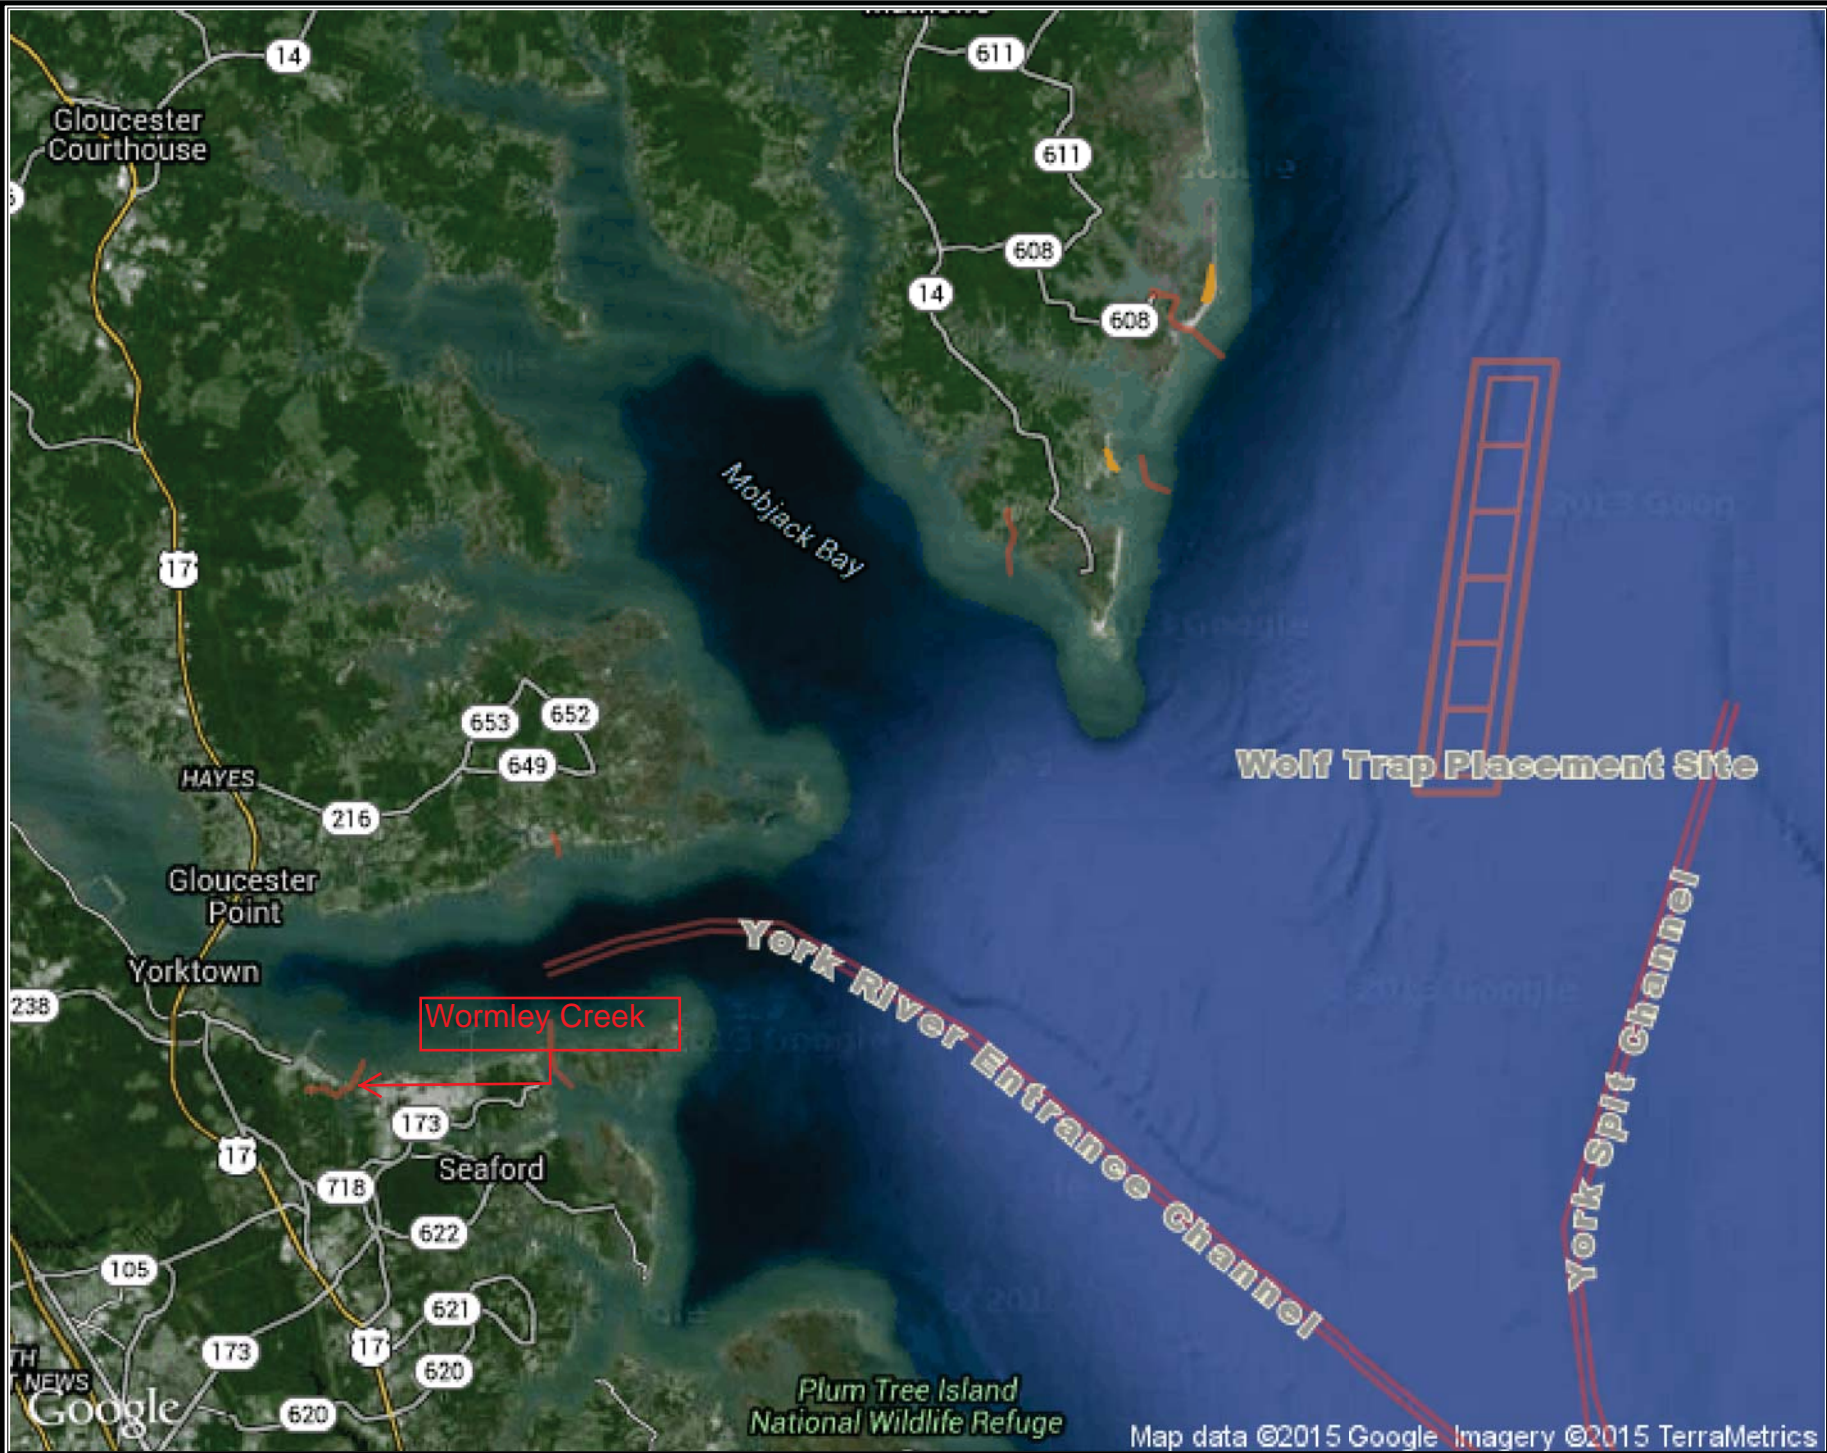 14
611
Gloucester
Courthouse
611
608
14
608
Mobjack Bay
17
653
652
649
HAYES
216
Wolf Trap Placement Site
Gloucester
Point
York River Entrance Channel
York Spit Channel
Yorktown
238
Wormley Creek
173
17
Seaford
718
622
105
621
173
17
620
620
Google
Plum Tree Island
National Wildlife Refuge
Map data ©2015 Google Imagery ©2015 TerraMetrics